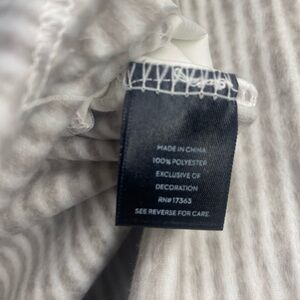 MADE IN CHINA
100% POLYESTER
EXCLUSIVE OF
DECORATION
RN# 17363
SEE REVERSE FOR CARE.